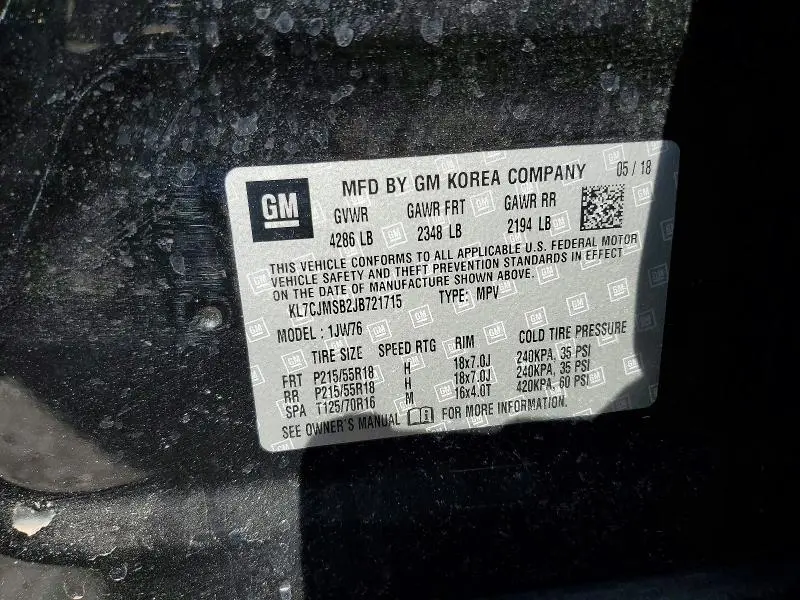 GM
MFD BY GM KOREA COMPANY 05 / 18
GVWR GAWR FRT GAWR RR
4286 LB 2348 LB 2194 LB
THIS VEHICLE CONFORMS TO ALL APPLICABLE U.S. FEDERAL MOTOR
VEHICLE SAFETY AND THEFT PREVENTION STANDARDS IN EFFECT
ON THE DATE OF MANUFACTURE SHOWN ABOVE.
KL7CJMSB2JB721715 TYPE: MPV
MODEL : 1JW76
TIRE SIZE SPEED RTG RIM COLD TIRE PRESSURE
FRT P215/55R18 H 18x7.0J 240KPA, 35 PSI
RR P215/55R18 H 18x7.0J 240KPA, 35 PSI
SPA T125/70R16 M 16x4.0T 420KPA, 60 PSI
SEE OWNER'S MANUAL FOR MORE INFORMATION.